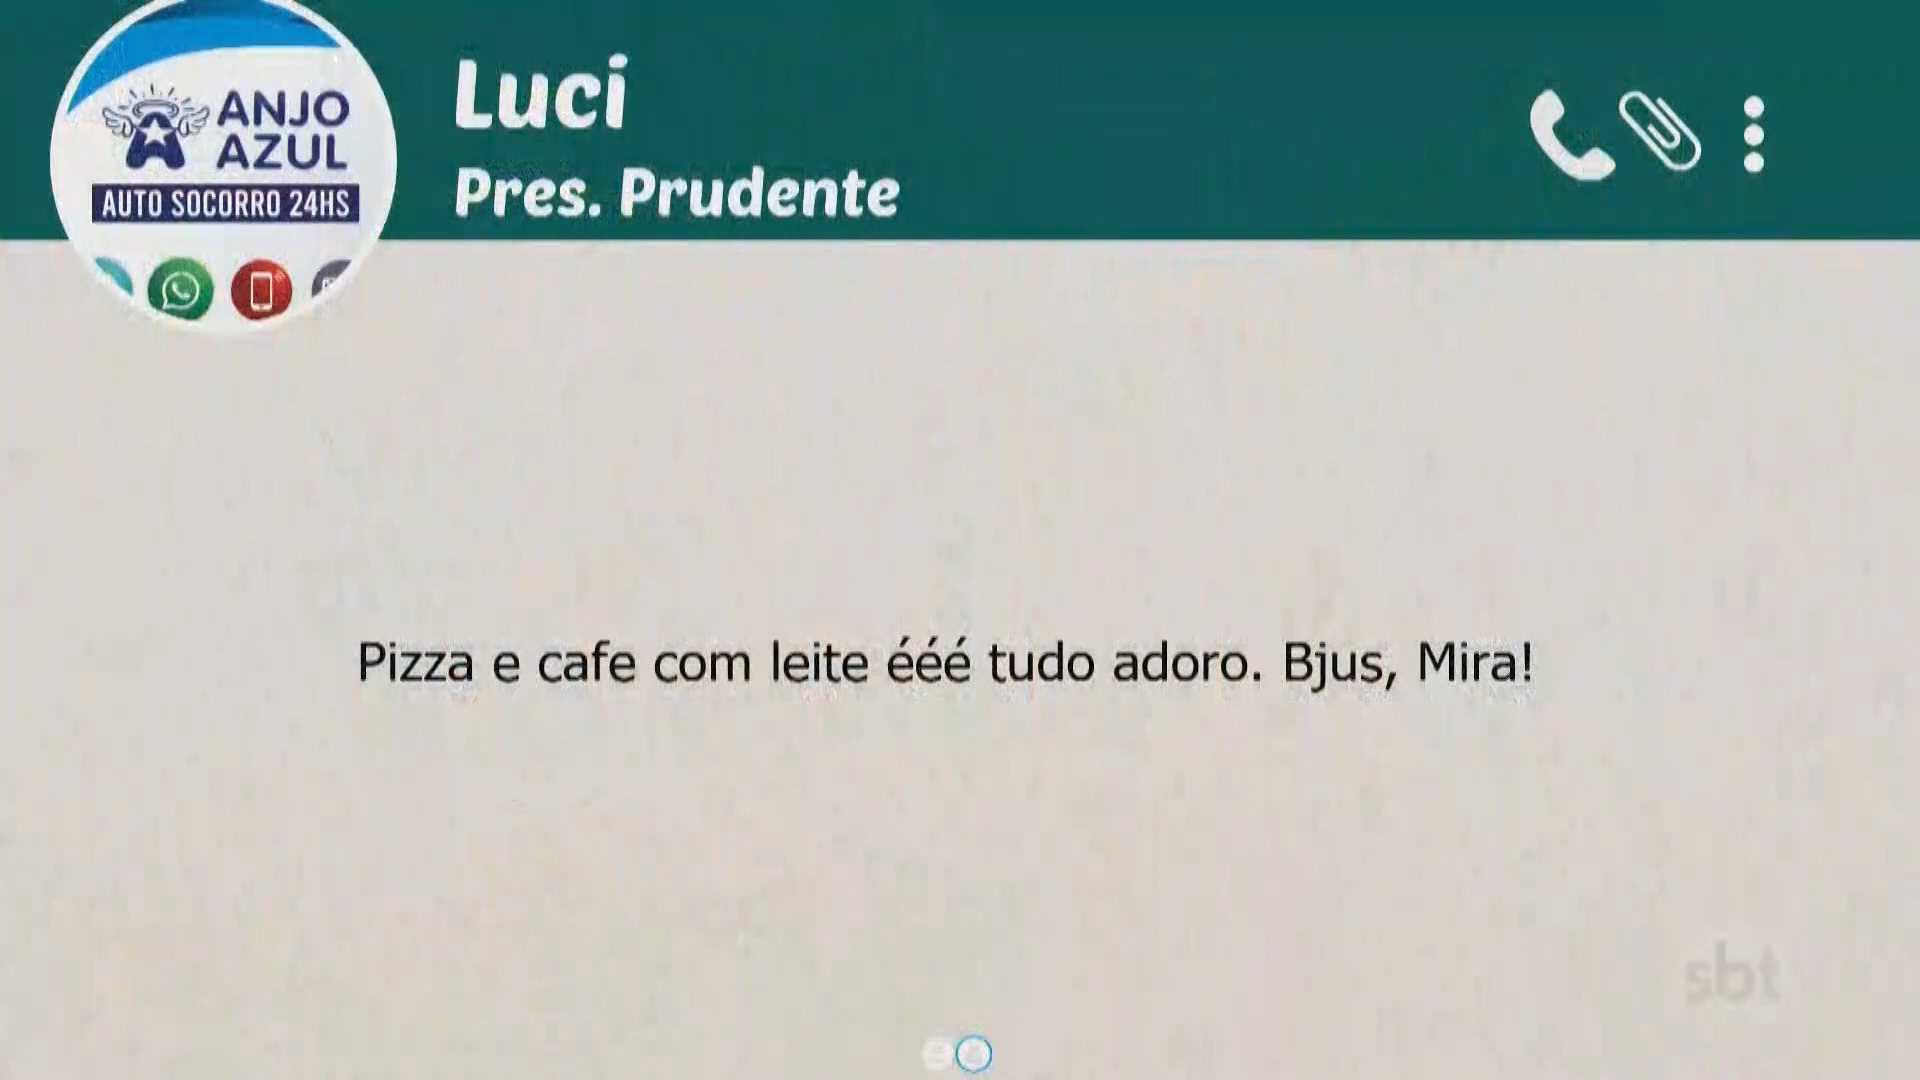 ANJO
AZUL
AUTO SOCORRO 24HS
Luci
Pres. Prudente
Pizza e cafe com leite ééé tudo adoro. Bjus, Mira!
sbt